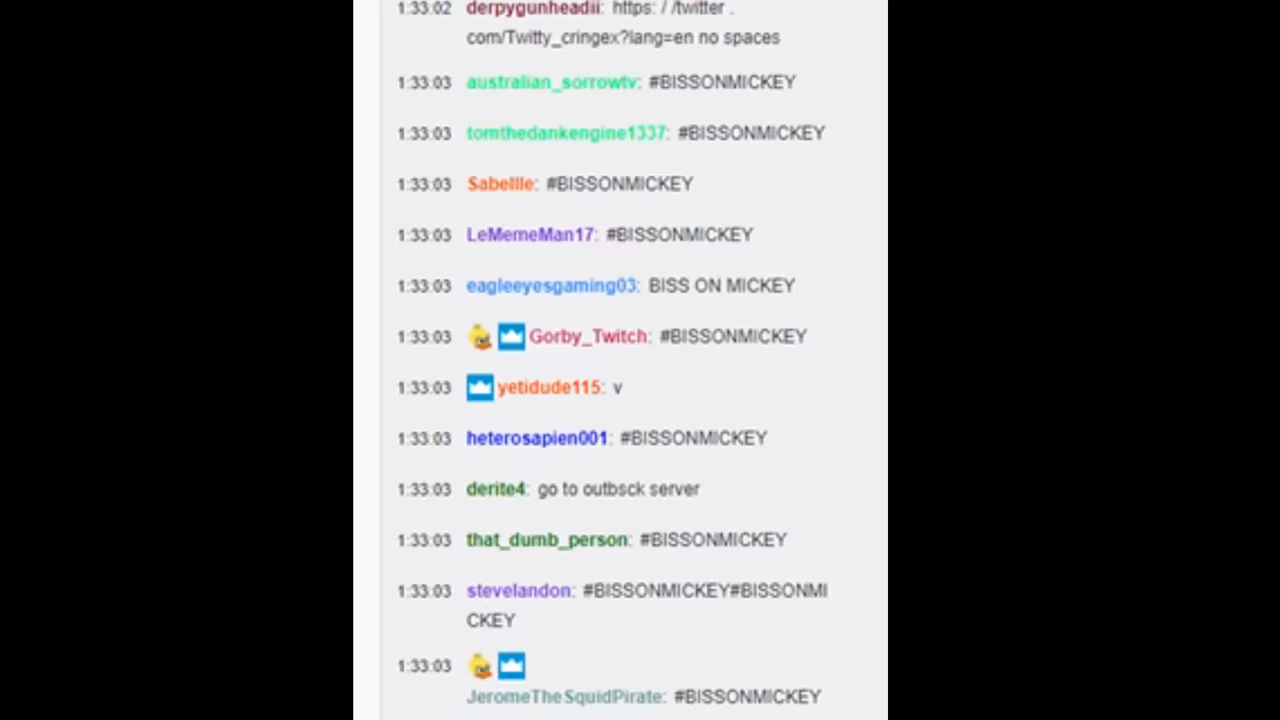 1:33:02 derpygunheadii: https: / /twitter .
com/Twitty_cringex?lang=en no spaces
1:33:03 australian_sorrowtv: #BISSONMICKEY
1:33:03 tomthedankengine1337: #BISSONMICKEY
1:33:03 Sabellle: #BISSONMICKEY
1:33:03 LeMemeMan17: #BISSONMICKEY
1:33:03 eagleeyesgaming03: BISS ON MICKEY
1:33:03 Gorby_Twitch: #BISSONMICKEY
1:33:03 yetidude115: v
1:33:03 heterosapien001: #BISSONMICKEY
1:33:03 derite4: go to outbsck server
1:33:03 that_dumb_person: #BISSONMICKEY
1:33:03 stevelandon: #BISSONMICKEY#BISSONMI
CKEY
1:33:03
JeromeTheSquidPirate: #BISSONMICKEY